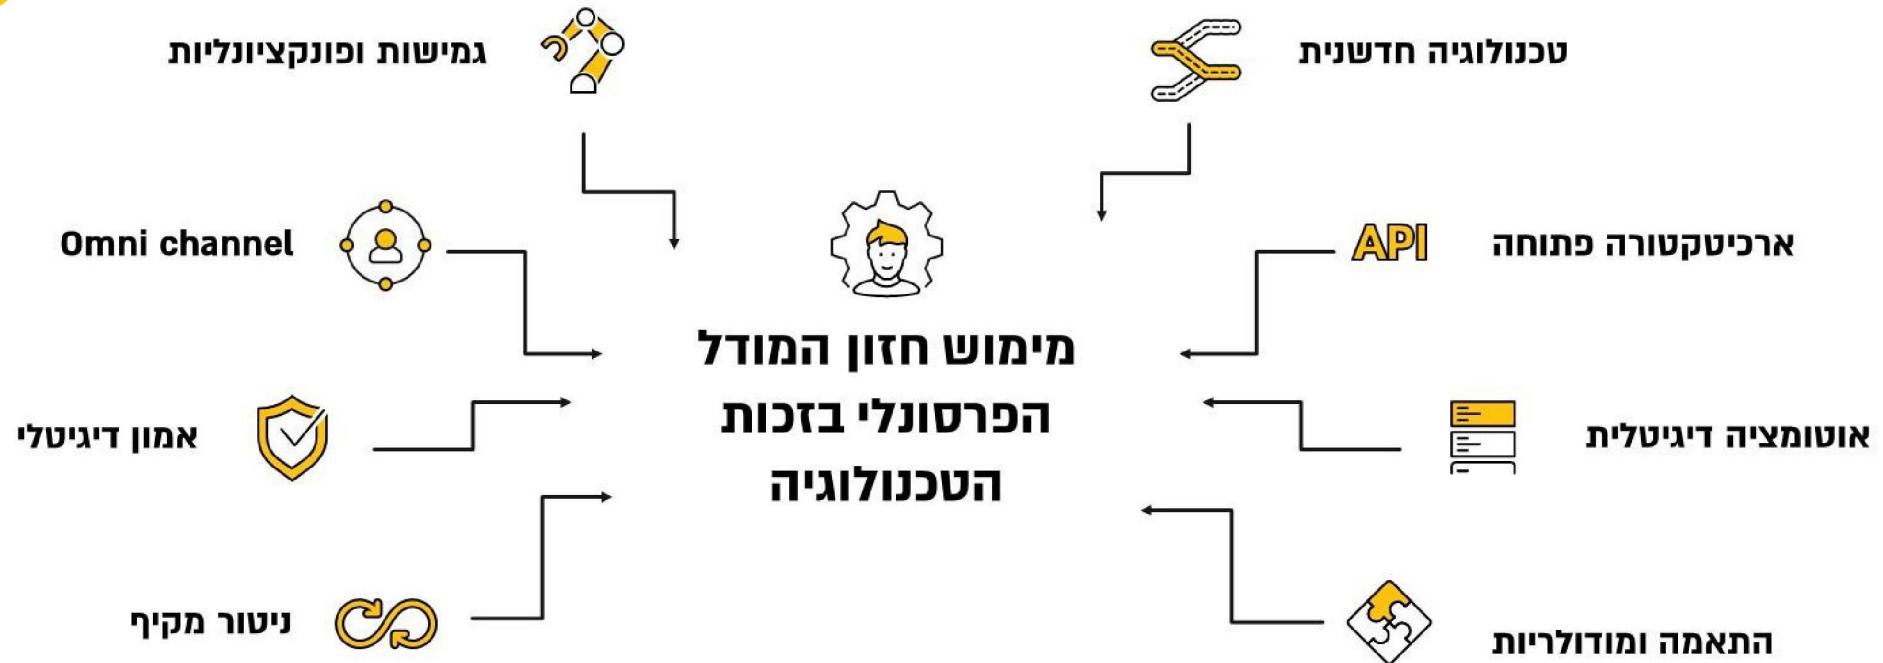 טכנולוגיה חדשנית
גמישות ופונקציונליות
ארכיטקטורה פתוחה
API
Omni channel
מימוש חזון המודל
הפרסונלי בזכות
הטכנולוגיה
אוטומציה דיגיטלית
אמון דיגיטלי
התאמה ומודולריות
ניטור מקיף